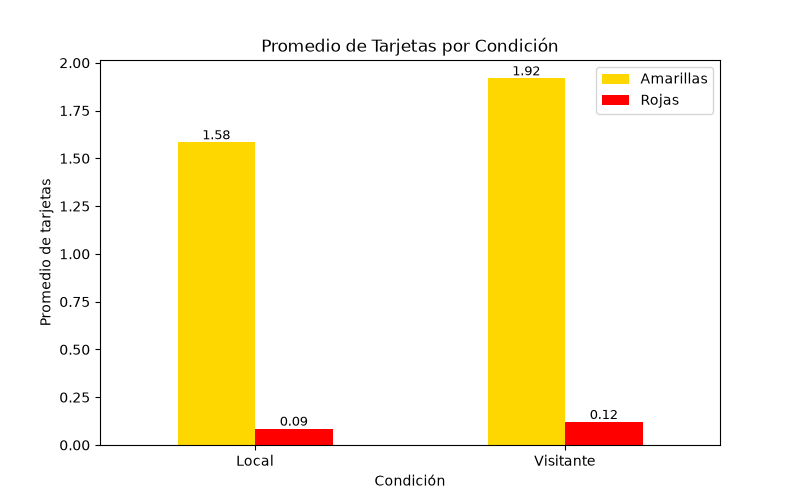 Promedio de Tarjetas por Condición
Amarillas
Rojas
Promedio de tarjetas
2.00
1.75
1.50
1.25
1.00
0.75
0.50
0.25
0.00
1.58
0.09
1.92
0.12
Local
Visitante
Condición